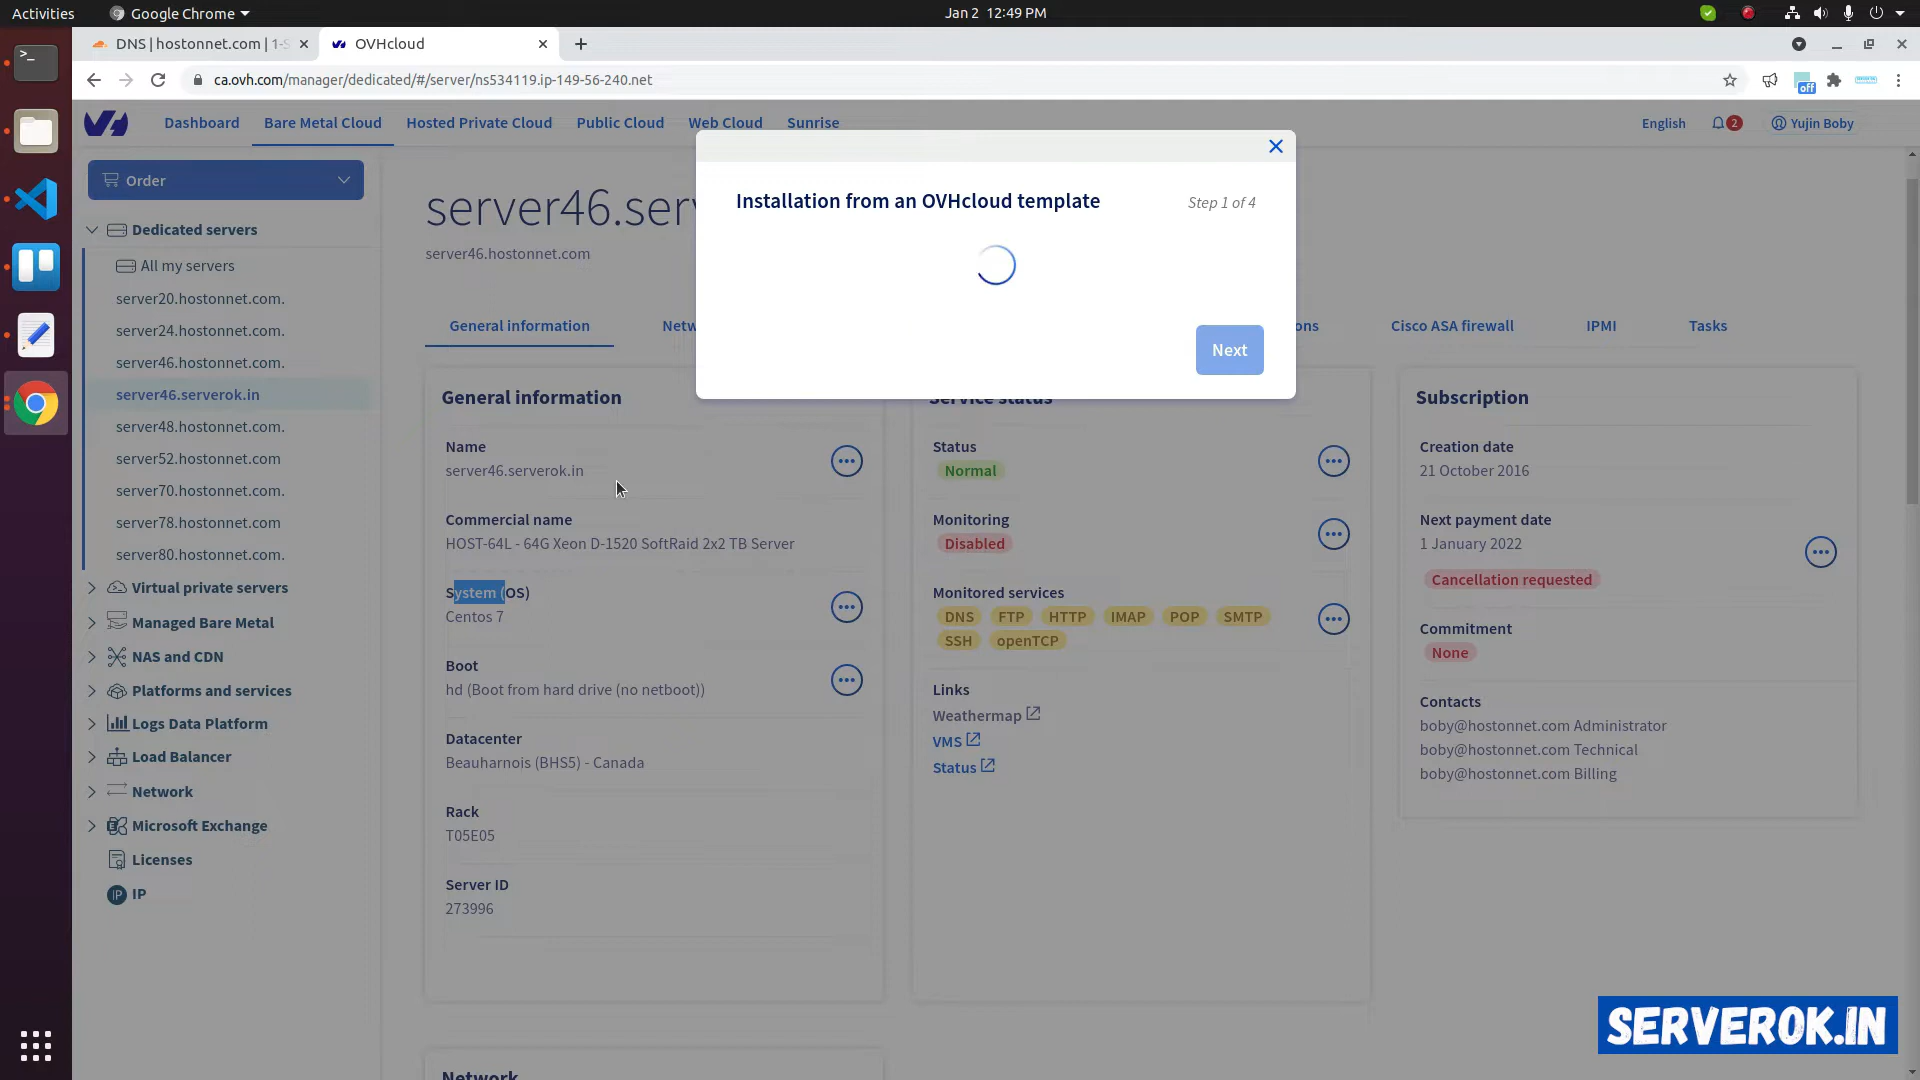 Activities
Google Chrome
Jan 2 12:49 PM
DNS | hostonnet.com | 1-S
OVHcloud
ca.ovh.com/manager/dedicated/#/server/ns534119.ip-149-56-240.net
off
Dashboard
Bare Metal Cloud
Hosted Private Cloud
Public Cloud
Web Cloud
Sunrise
English
2
Yujin Boby
Order
Dedicated servers
All my servers
server20.hostonnet.com.
server24.hostonnet.com.
server46.hostonnet.com.
server46.serverok.in
server48.hostonnet.com.
server52.hostonnet.com
server70.hostonnet.com.
server78.hostonnet.com
server80.hostonnet.com.
Virtual private servers
Managed Bare Metal
NAS and CDN
Platforms and services
Logs Data Platform
Load Balancer
Network
Microsoft Exchange
Licenses
IP IP
server46.ser
server46.hostonnet.com
Installation from an OVHcloud template
Step 1 of 4
Next
General information
Netw
ons
Cisco ASA firewall
IPMI
Tasks
General information
Name
server46.serverok.in
Commercial name
HOST-64L - 64G Xeon D-1520 SoftRaid 2x2 TB Server
System (OS)
Centos 7
Boot
hd (Boot from hard drive (no netboot))
Datacenter
Beauharnois (BHS5) - Canada
Rack
T05E05
Server ID
273996
Service status
Status
Normal
Monitoring
Disabled
Monitored services
DNS FTP HTTP IMAP POP SMTP
SSH openTCP
Links
Weathermap
VMS
Status
Subscription
Creation date
21 October 2016
Next payment date
1 January 2022
Cancellation requested
Commitment
None
Contacts
boby@hostonnet.com Administrator
boby@hostonnet.com Technical
boby@hostonnet.com Billing
Network
SERVEROK.IN